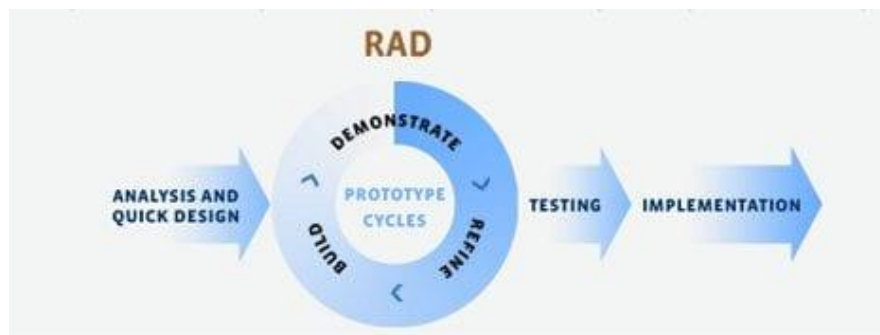 RAD
ANALYSIS AND
QUICK DESIGN
DEMONSTRATE
REFINE
BUILD
PROTOTYPE
CYCLES
TESTING
IMPLEMENTATION